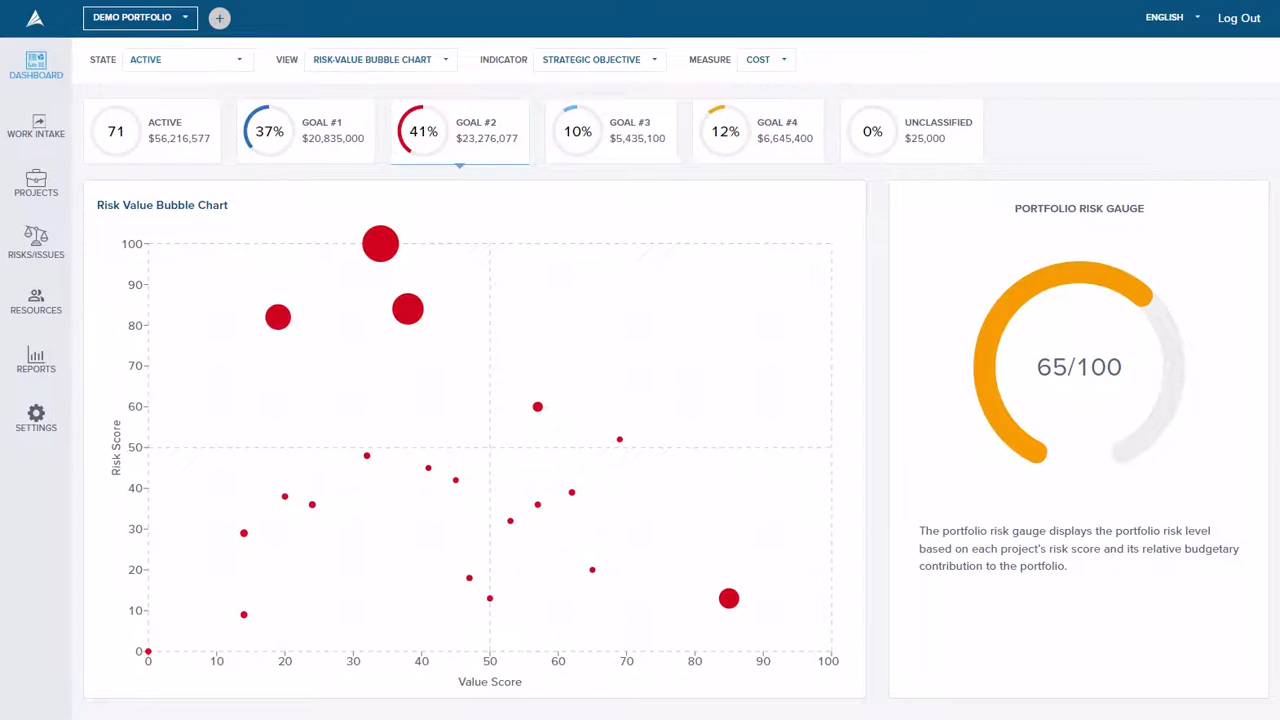 DEMO PORTFOLIO
+
ENGLISH
Log Out
DASHBOARD
WORK INTAKE
PROJECTS
RISKS/ISSUES
RESOURCES
REPORTS
SETTINGS
STATE ACTIVE VIEW RISK-VALUE BUBBLE CHART INDICATOR STRATEGIC OBJECTIVE MEASURE COST
71
ACTIVE
$56,216,577
37%
GOAL #1
$20,835,000
41%
GOAL #2
$23,276,077
10%
GOAL #3
$5,435,100
12%
GOAL #4
$6,645,400
0%
UNCLASSIFIED
$25,000
Risk Value Bubble Chart
100
90
80
70
60
50
40
30
20
10
0
Risk Score
0 10 20 30 40 50 60 70 80 90 100
Value Score
PORTFOLIO RISK GAUGE
65/100
The portfolio risk gauge displays the portfolio risk level
based on each project's risk score and its relative budgetary
contribution to the portfolio.